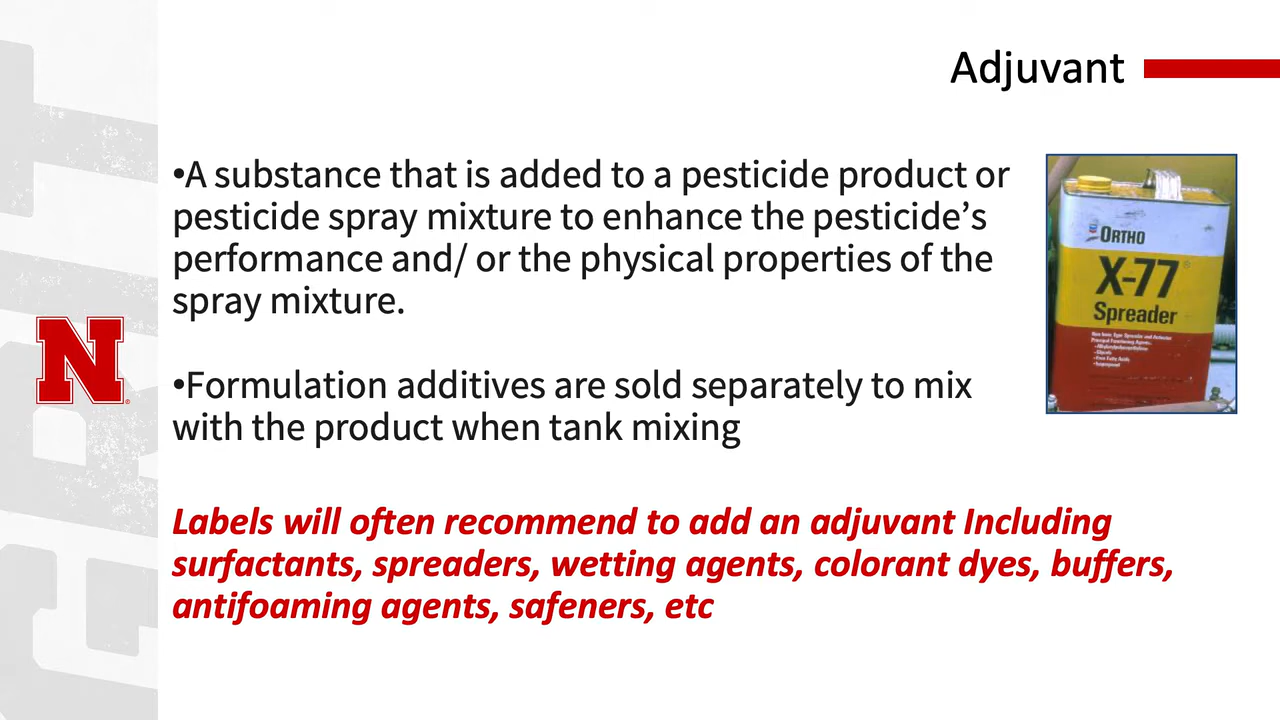 Adjuvant
•A substance that is added to a pesticide product or
pesticide spray mixture to enhance the pesticide’s
performance and/ or the physical properties of the
spray mixture.
•Formulation additives are sold separately to mix
with the product when tank mixing
Labels will often recommend to add an adjuvant Including
surfactants, spreaders, wetting agents, colorant dyes, buffers,
antifoaming agents, safeners, etc
ORTHO
X-77
Spreader
Principal Functioning Agents
N